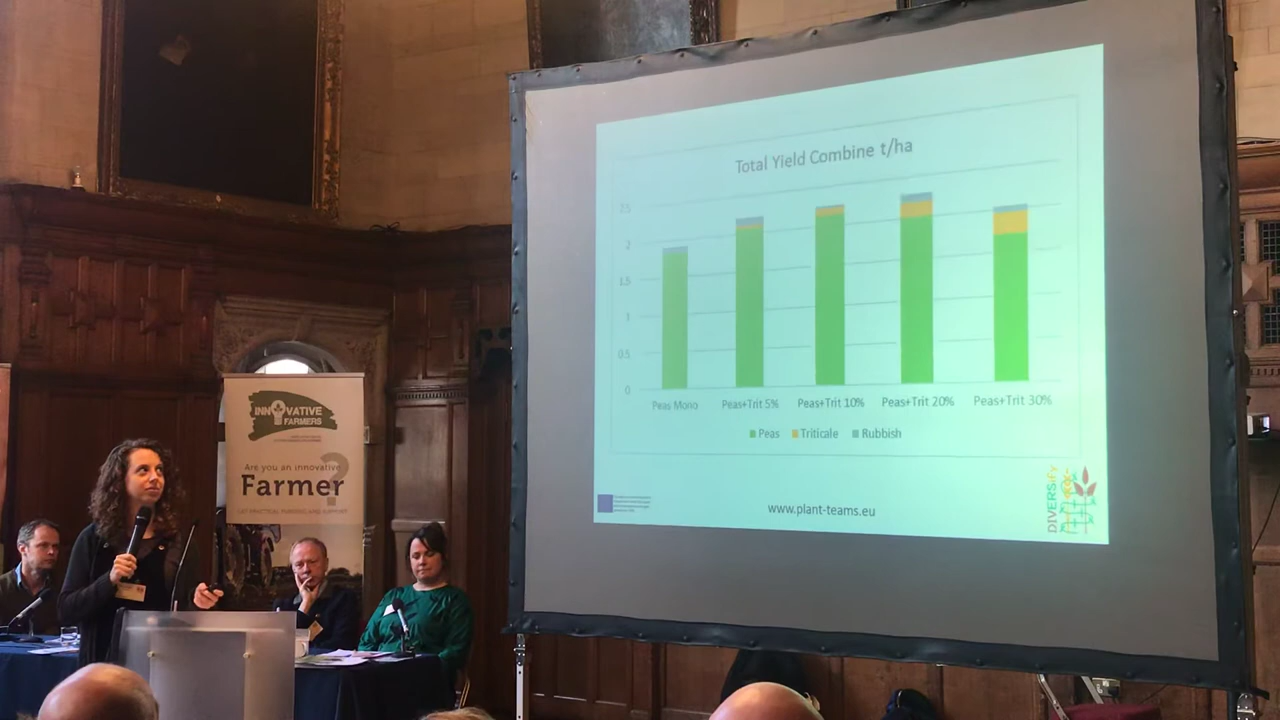 INNOVATIVE
FARMERS
Are you an innovative
Farmer?
Total Yield Combine t/ha
2.5
2
1.5
1
0.5
0
Peas Mono
Peas+Trit 5%
Peas+Trit 10%
Peas+Trit 20%
Peas+Trit 30%
Peas
Triticale
Rubbish
www.plant-teams.eu
DIVERSify